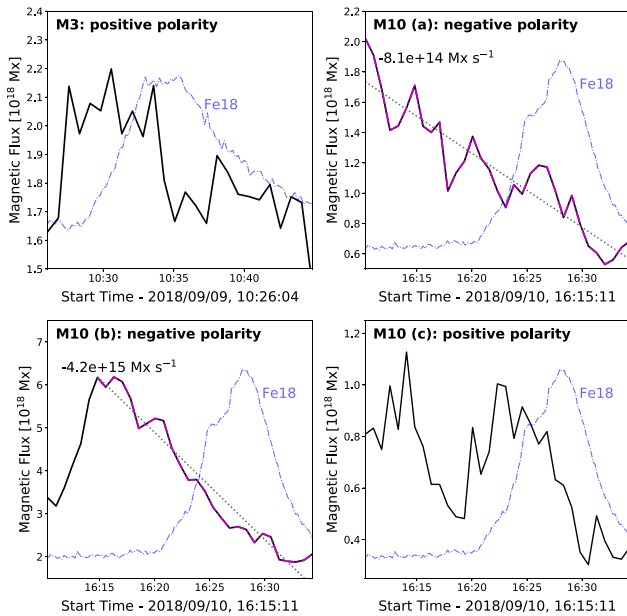 M3: positive polarity
Magnetic Flux [10^18 Mx]
2.4
2.3
2.2
2.1
2.0
1.9
1.8
1.7
1.6
1.5
Fe18
10:30
10:35
10:40
Start Time - 2018/09/09, 10:26:04
M10 (a): negative polarity
-8.1e+14 Mx s⁻¹
Magnetic Flux [10^18 Mx]
2.0
1.8
1.6
1.4
1.2
1.0
0.8
0.6
Fe18
16:15
16:20
16:25
16:30
Start Time - 2018/09/10, 16:15:11
M10 (b): negative polarity
-4.2e+15 Mx s⁻¹
Magnetic Flux [10^18 Mx]
7
6
5
4
3
2
Fe18
16:15
16:20
16:25
16:30
Start Time - 2018/09/10, 16:15:11
M10 (c): positive polarity
Magnetic Flux [10^18 Mx]
1.2
1.0
0.8
0.6
0.4
Fe18
16:15
16:20
16:25
16:30
Start Time - 2018/09/10, 16:15:11